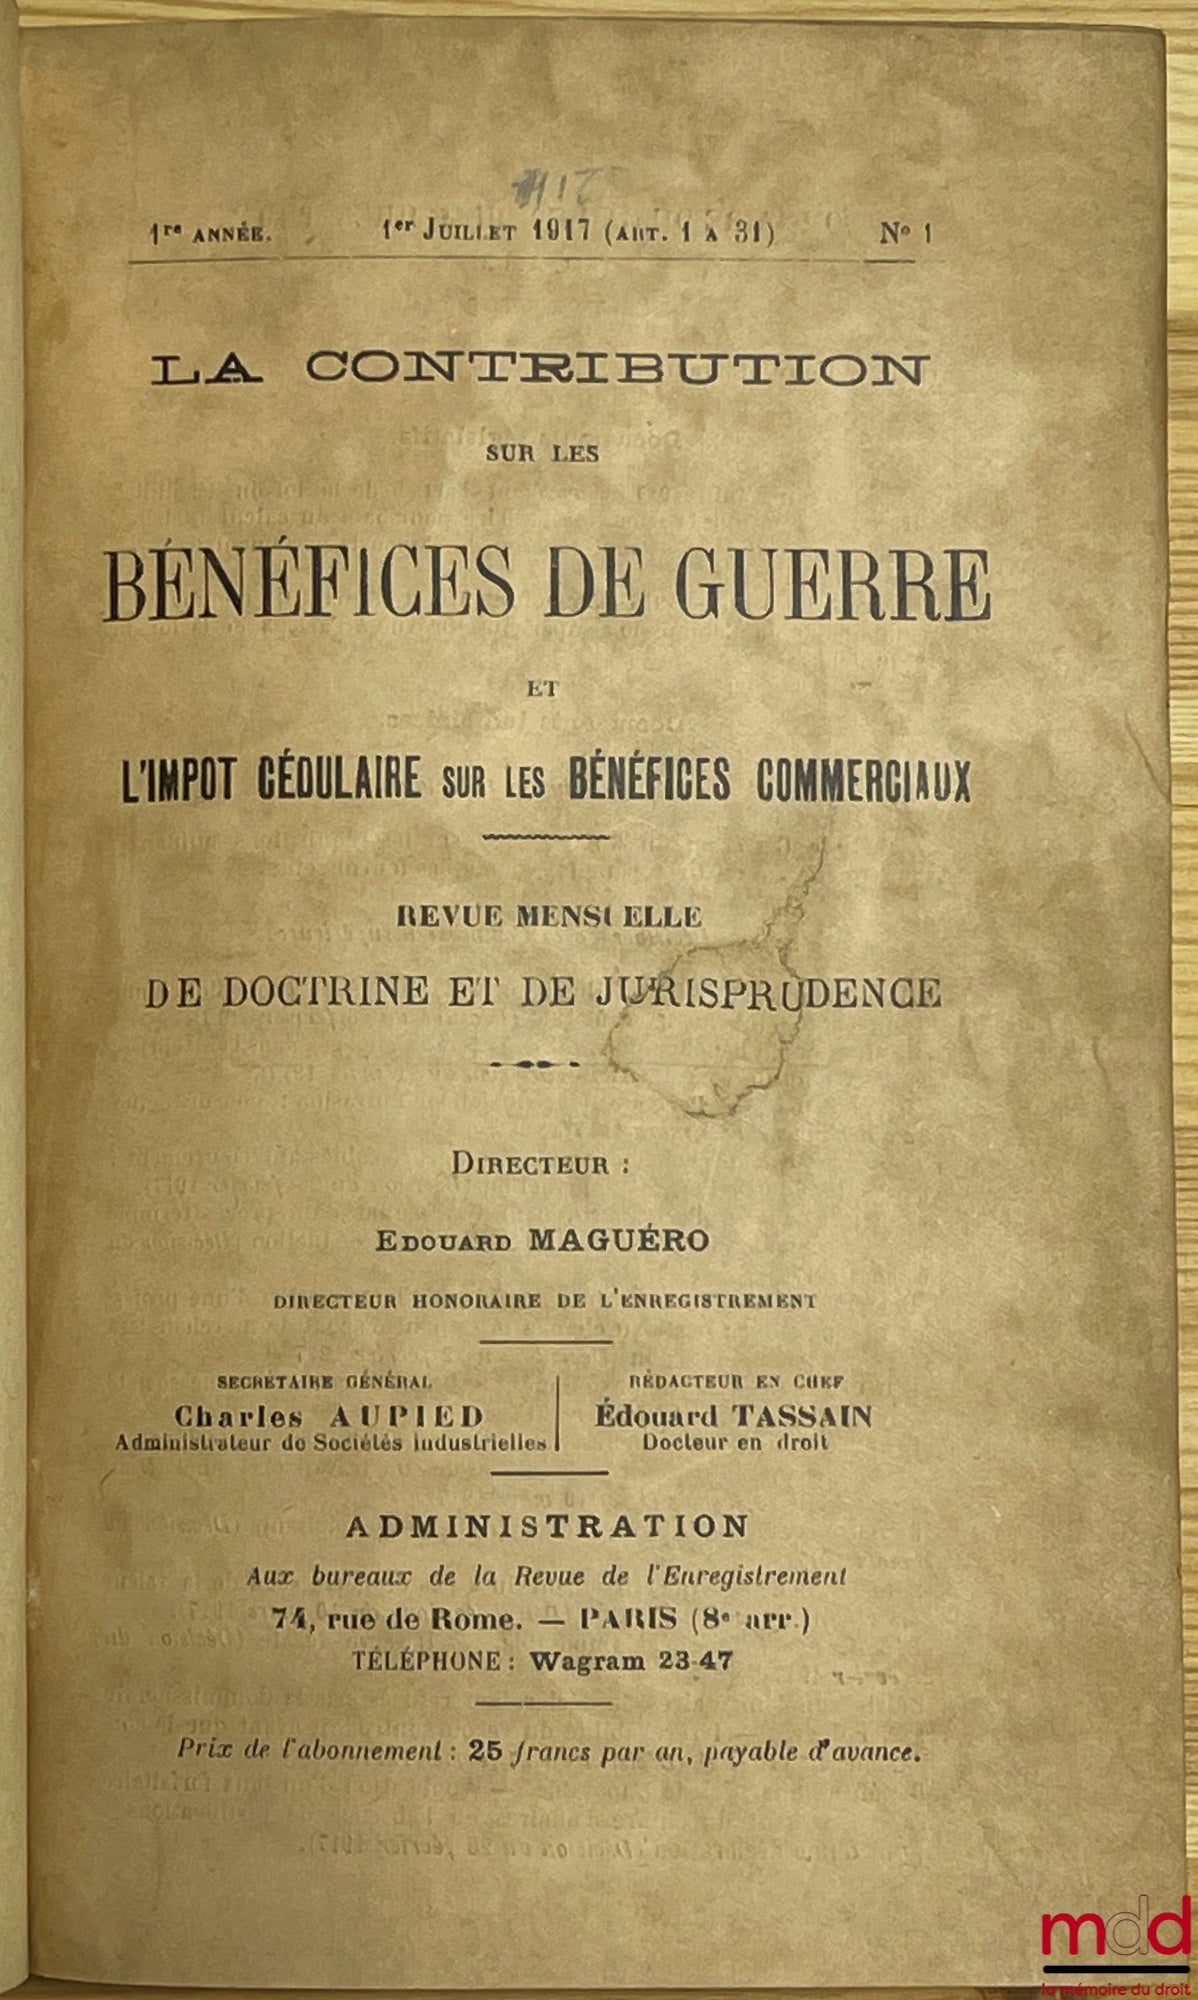 1re ANNÉE. 1er JUILLET 1917 (ART. 1 A 31) No 1
LA CONTRIBUTION
SUR LES
BÉNÉFICES DE GUERRE
ET
L'IMPOT CÉDULAIRE SUR LES BÉNÉFICES COMMERCIAUX
REVUE MENSUELLE
DE DOCTRINE ET DE JURISPRUDENCE
DIRECTEUR :
EDOUARD MAGUÉRO
DIRECTEUR HONORAIRE DE L'ENREGISTREMENT
SECRÉTAIRE GÉNÉRAL
Charles AUPIED
Administrateur de Sociétés industrielles
RÉDACTEUR EN CHEF
Édouard TASSAIN
Docteur en droit
ADMINISTRATION
Aux bureaux de la Revue de l'Enregistrement
74, rue de Rome. — PARIS (8e arr.)
TÉLÉPHONE : Wagram 23-47
Prix de l'abonnement : 25 francs par an, payable d'avance.
mdd
la mémoire du droit